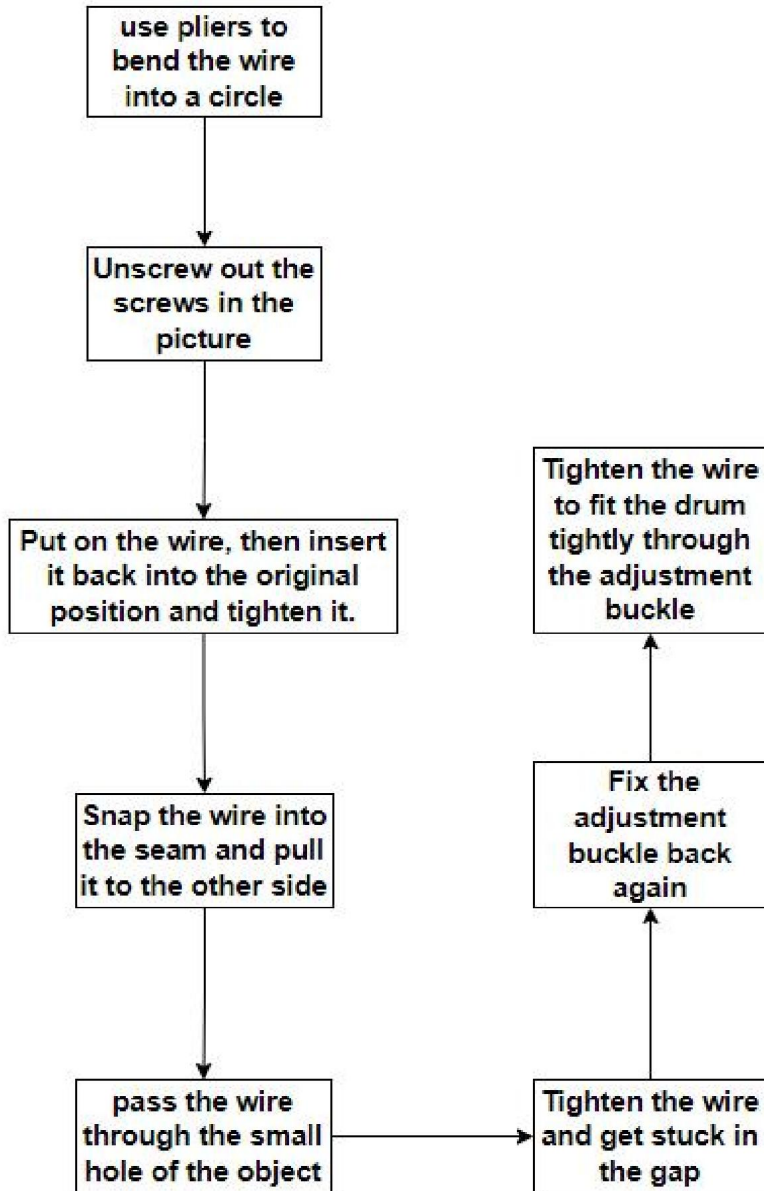 use pliers to
bend the wire
into a circle
Unscrew out the
screws in the
picture
Put on the wire, then insert
it back into the original
position and tighten it.
Snap the wire into
the seam and pull
it to the other side
pass the wire
through the small
hole of the object
Tighten the wire
and get stuck in
the gap
Fix the
adjustment
buckle back
again
Tighten the wire
to fit the drum
tightly through
the adjustment
buckle